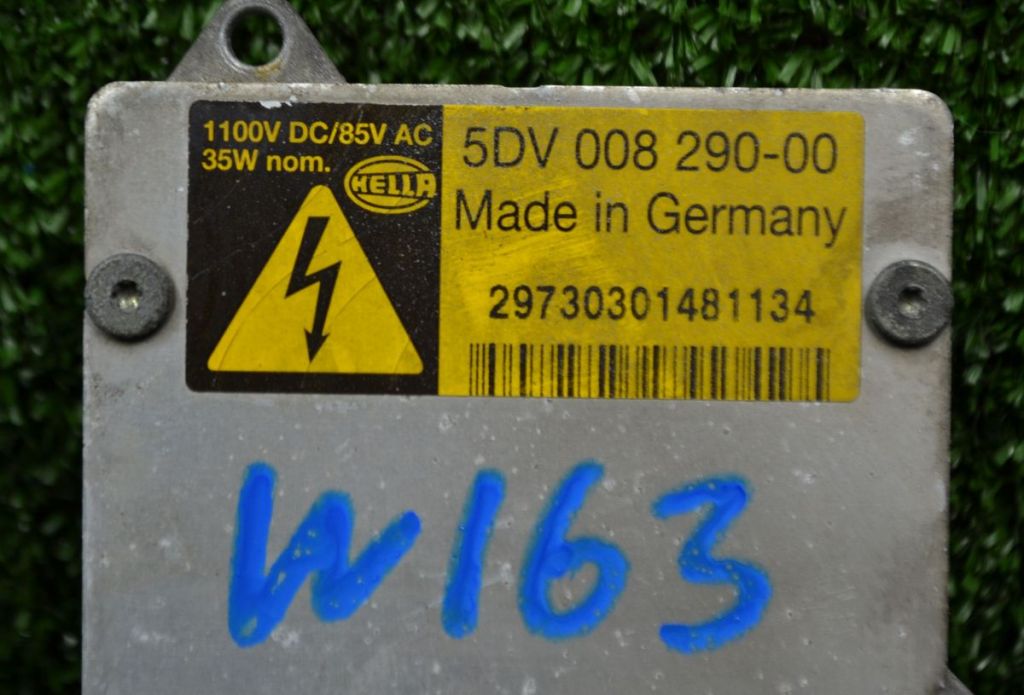 1100V DC/85V AC
35W nom.
HELLA
5DV 008 290-00
Made in Germany
29730301481134
W163